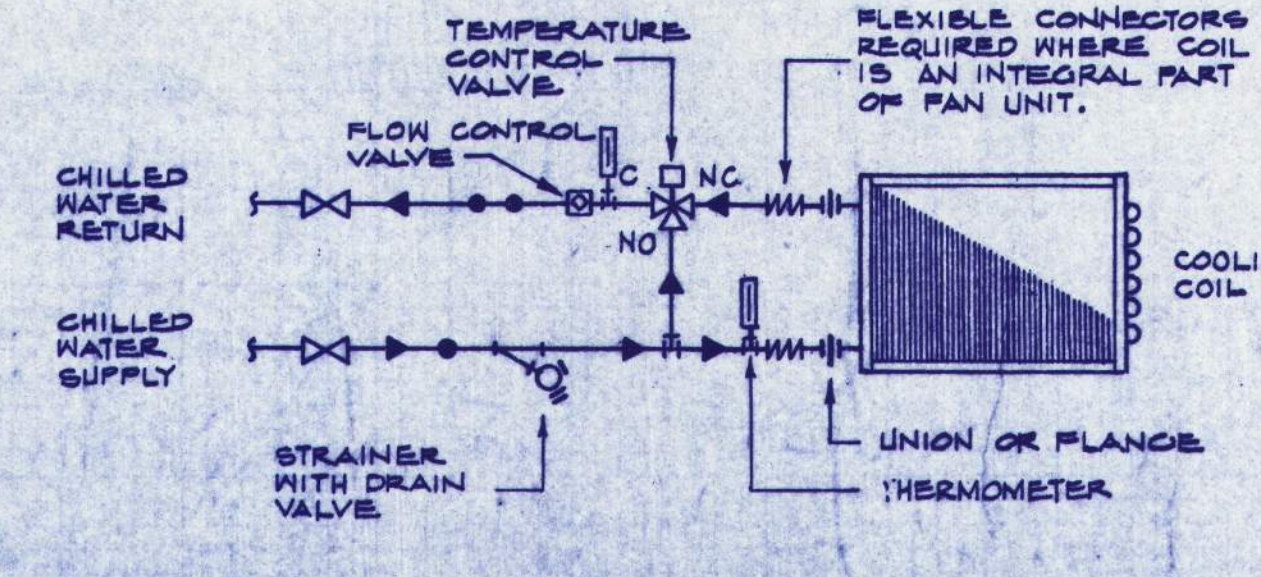 TEMPERATURE
CONTROL
VALVE
FLEXIBLE CONNECTORS
REQUIRED WHERE COIL
IS AN INTEGRAL PART
OF FAN UNIT.
FLOW CONTROL
VALVE
C
NC
NO
CHILLED
WATER
RETURN
COOLI
COIL
CHILLED
WATER
SUPPLY
STRAINER
WITH DRAIN
VALVE
UNION OR FLANGE
THERMOMETER